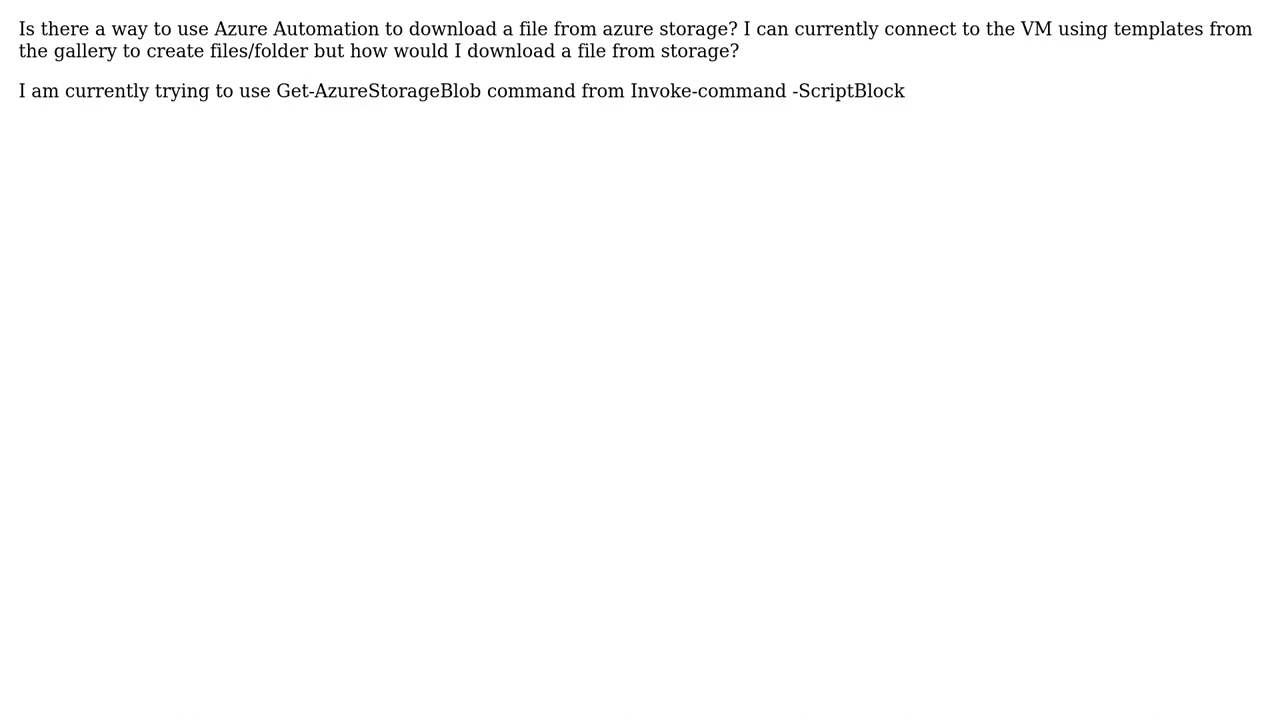 Is there a way to use Azure Automation to download a file from azure storage? I can currently connect to the VM using templates from
the gallery to create files/folder but how would I download a file from storage?
I am currently trying to use Get-AzureStorageBlob command from Invoke-command -ScriptBlock